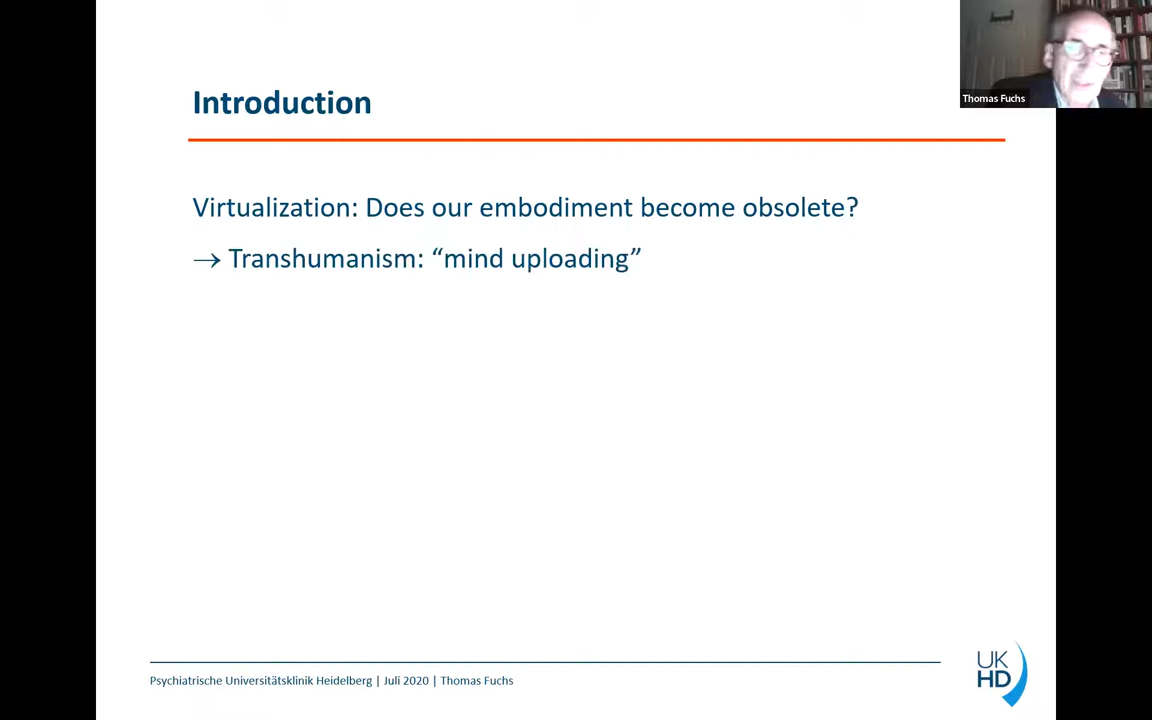 Thomas Fuchs
Introduction
Virtualization: Does our embodiment become obsolete?
→ Transhumanism: “mind uploading”
Psychiatrische Universitätsklinik Heidelberg | Juli 2020 | Thomas Fuchs
UK
HD